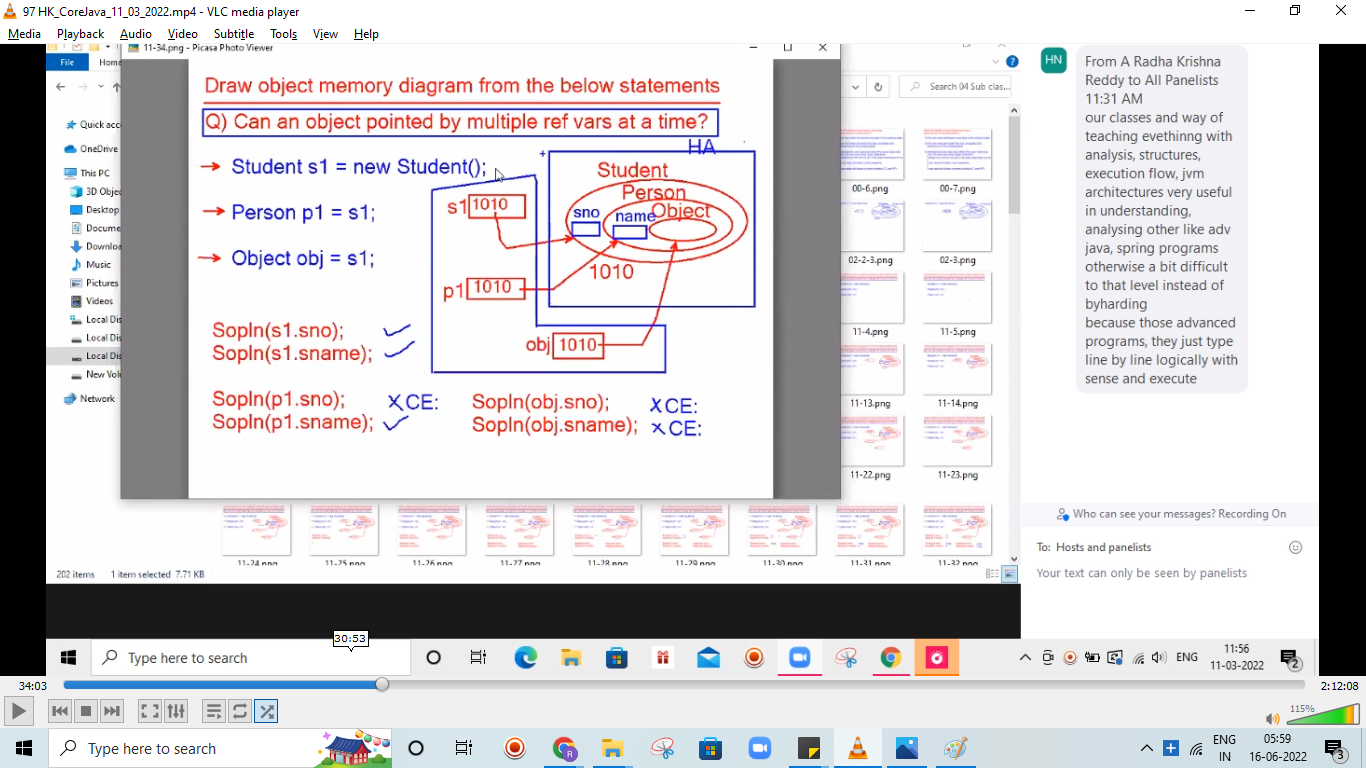 97 HK_CoreJava_11_03_2022.mp4 - VLC media player
Media Playback Audio Video Subtitle Tools View Help
11-34.png - Picasa Photo Viewer
File
Draw object memory diagram from the below statements
Q) Can an object pointed by multiple ref vars at a time?
HA
Student s1 = new Student();
Person p1 = s1;
Object obj = s1;
Student
Person
Object
sno
name
1010
s1 1010
p1 1010
obj 1010
Sopln(s1.sno);
Sopln(s1.sname);
Sopln(p1.sno); CE:
Sopln(p1.sname);
Sopln(obj.sno); CE:
Sopln(obj.sname); CE:
Quick acc
OneDrive
This PC
3D Objec
Desktop
Docume
Downloa
Music
Pictures
Videos
Local Dis
Local Dis
Local Dis
New Volu
Network
Search 04 Sub clas...
00-6.png 00-7.png
02-2-3.png 02-3.png
11-4.png 11-5.png
11-13.png 11-14.png
11-22.png 11-23.png
11-24.png 11-25.png 11-26.png 11-27.png 11-28.png 11-29.png 11-30.png 11-31.png 11-32.png
202 items 1 item selected 7.71 KB
HN
From A Radha Krishna
Reddy to All Panelists
11:31 AM
our classes and way of
teaching evethinng with
analysis, structures,
execution flow, jvm
architectures very useful
in understanding,
analysing other like adv
java, spring programs
otherwise a bit difficult
to that level instead of
byharding
because those advanced
programs, they just type
line by line logically with
sense and execute
Who can see your messages? Recording On
To: Hosts and panelists
Your text can only be seen by panelists
30:53
Type here to search
ENG
11:56
11-03-2022
2
34:03
2:12:08
115%
Type here to search
ENG
IN
05:59
16-06-2022
3